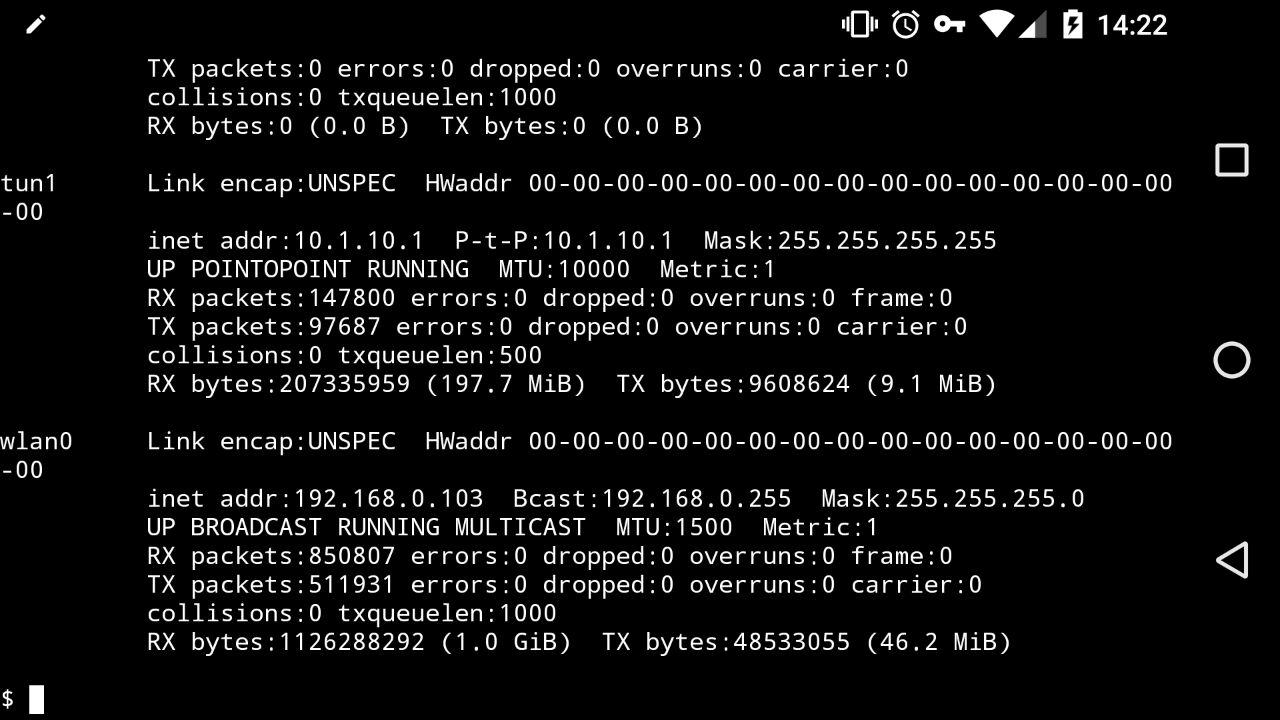 14:22
TX packets:0 errors:0 dropped:0 overruns:0 carrier:0
collisions:0 txqueuelen:1000
RX bytes:0 (0.0 B)  TX bytes:0 (0.0 B)
tun1      Link encap:UNSPEC  HWaddr 00-00-00-00-00-00-00-00-00-00-00-00-00-00-00
-00
inet addr:10.1.10.1  P-t-P:10.1.10.1  Mask:255.255.255.255
UP POINTOPOINT RUNNING  MTU:10000  Metric:1
RX packets:147800 errors:0 dropped:0 overruns:0 frame:0
TX packets:97687 errors:0 dropped:0 overruns:0 carrier:0
collisions:0 txqueuelen:500
RX bytes:207335959 (197.7 MiB)  TX bytes:9608624 (9.1 MiB)
wlan0     Link encap:UNSPEC  HWaddr 00-00-00-00-00-00-00-00-00-00-00-00-00-00-00
-00
inet addr:192.168.0.103  Bcast:192.168.0.255  Mask:255.255.255.0
UP BROADCAST RUNNING MULTICAST  MTU:1500  Metric:1
RX packets:850807 errors:0 dropped:0 overruns:0 frame:0
TX packets:511931 errors:0 dropped:0 overruns:0 carrier:0
collisions:0 txqueuelen:1000
RX bytes:1126288292 (1.0 GiB)  TX bytes:48533055 (46.2 MiB)
$